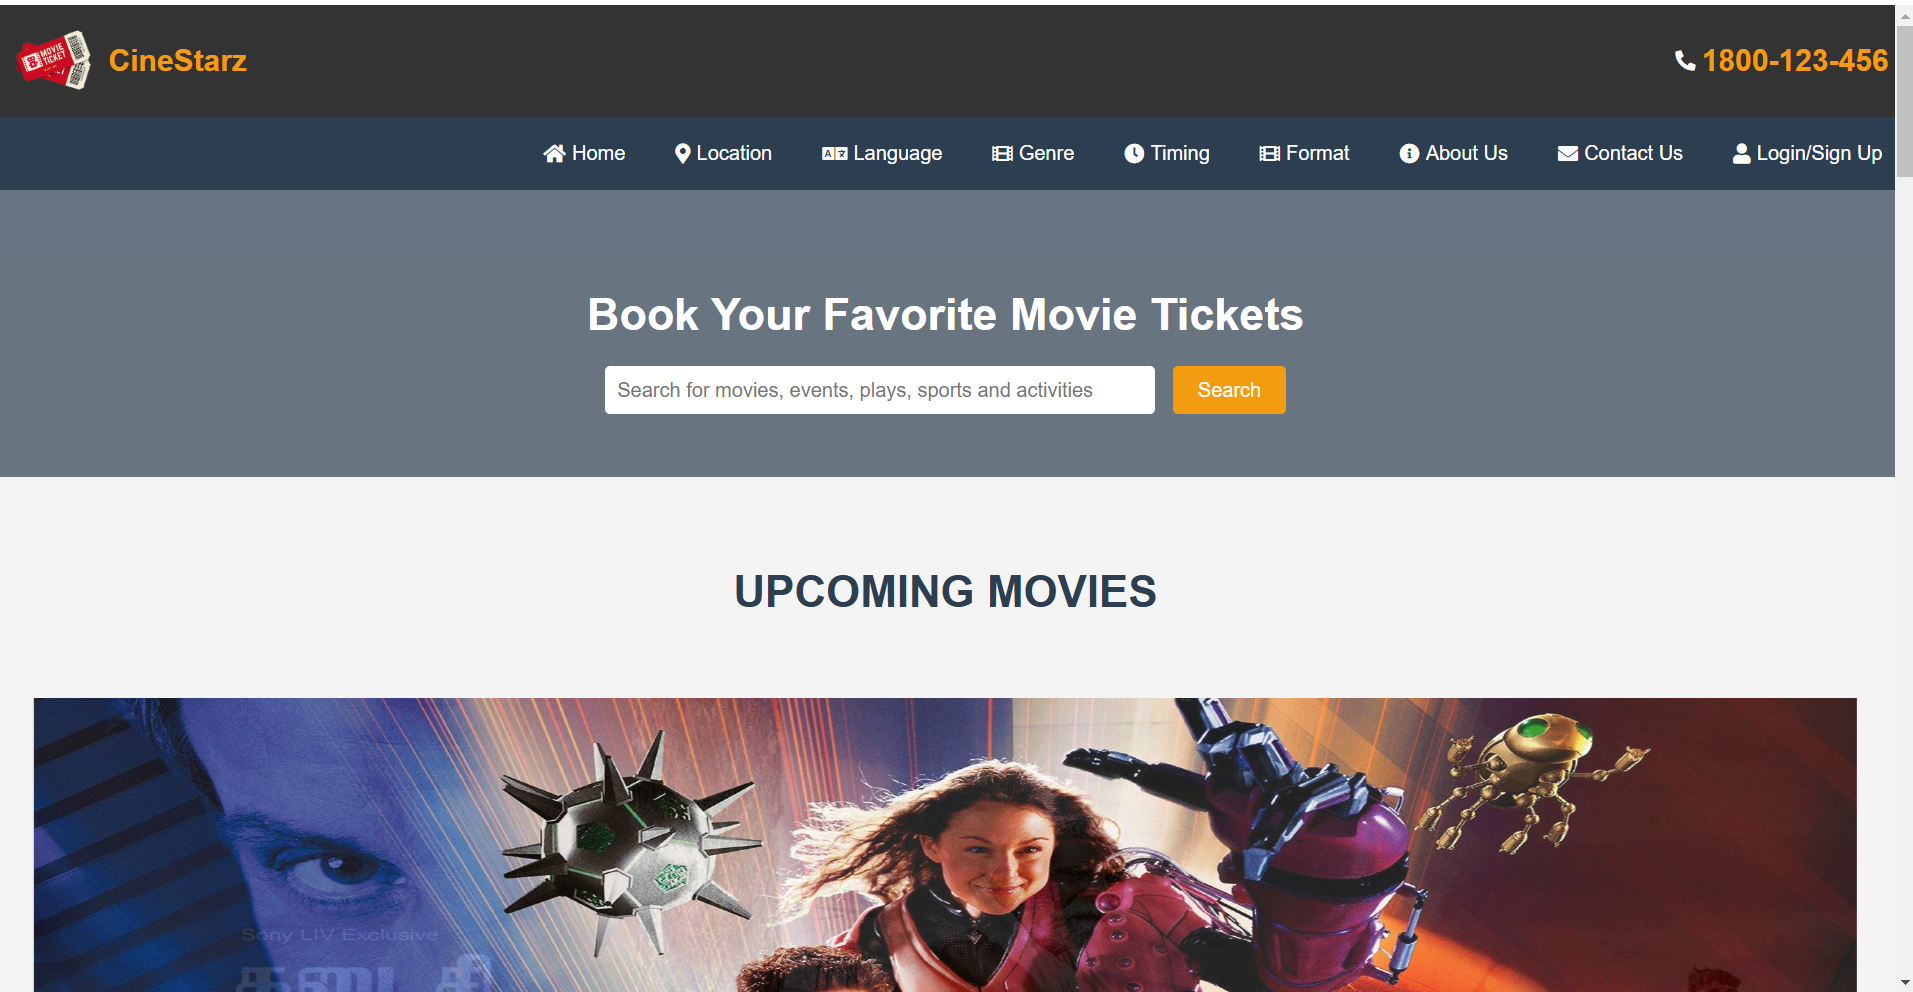 MOVIE
TICKET
CineStarz
1800-123-456
Home
Location
Language
Genre
Timing
Format
About Us
Contact Us
Login/Sign Up
Book Your Favorite Movie Tickets
Search for movies, events, plays, sports and activities
Search
UPCOMING MOVIES
Sony LIV Exclusive